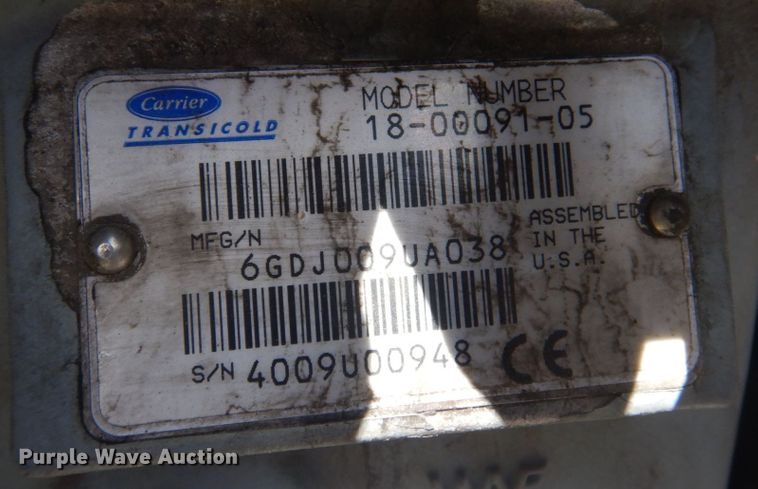 Carrier
TRANSICOLD
MODEL NUMBER
18-00091-05
MFG/N
6GDJ009UA038
ASSEMBLED
IN THE
U.S.A.
S/N 4009U00948 CE
Purple Wave Auction